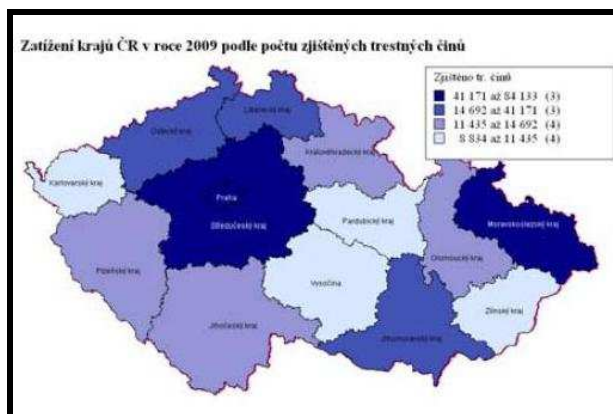 Zatížení krajů ČR v roce 2009 podle počtu zjištěných trestných činů
Zjištěno tr. činů
41 171 až 84 133 (3)
14 692 až 41 171 (3)
11 435 až 14 692 (4)
8 834 až 11 435 (4)
Liberecký kraj
Ústecký kraj
Královéhradecký kraj
Karlovarský kraj
Praha
Středočeský kraj
Pardubický kraj
Moravskoslezský kraj
Plzeňský kraj
Olomoucký kraj
Vysočina
Zlínský kraj
Jihočeský kraj
Jihomoravský kraj